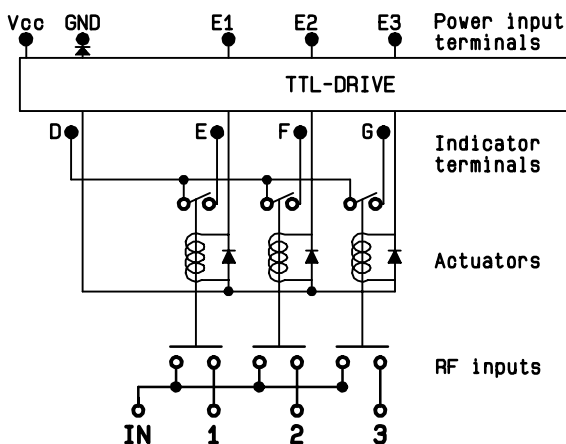 Vcc GND E1 E2 E3 Power input
terminals
TTL-DRIVE
D E F G Indicator
terminals
Actuators
RF inputs
IN 1 2 3